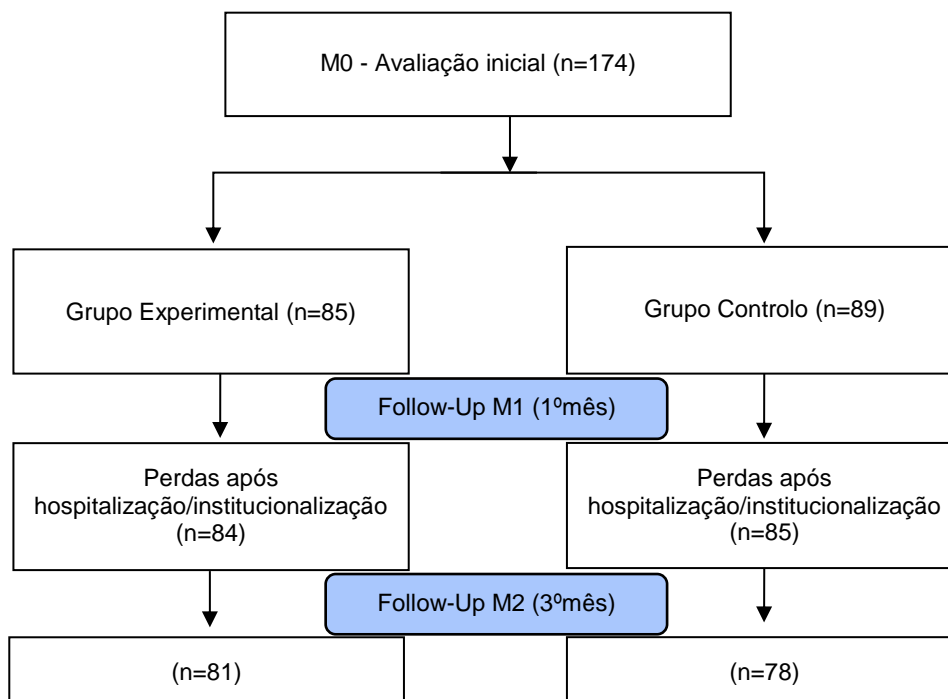 M0 - Avaliação inicial (n=174)
Grupo Experimental (n=85)
Grupo Controlo (n=89)
Follow-Up M1 (1ºmês)
Perdas após
hospitalização/institucionalização
(n=84)
Perdas após
hospitalização/institucionalização
(n=85)
Follow-Up M2 (3ºmês)
(n=81)
(n=78)